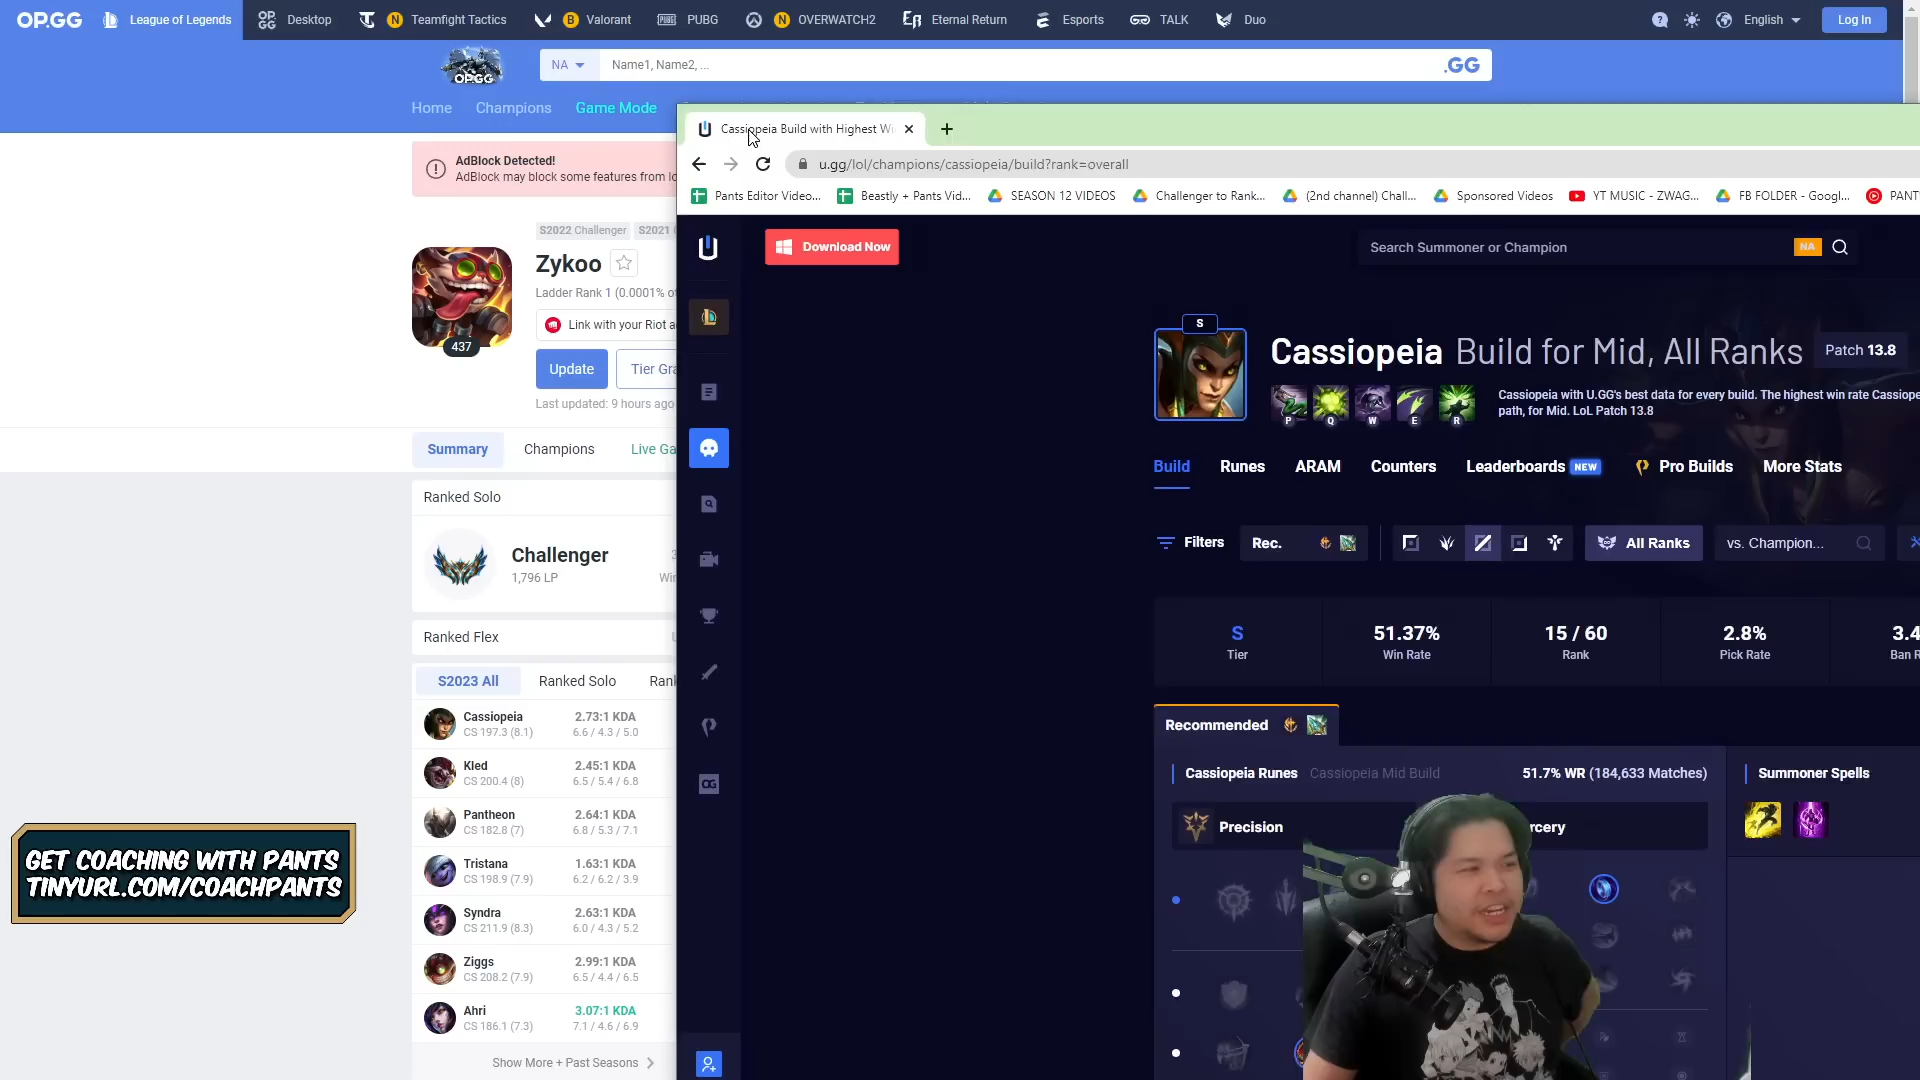 OP.GG
League of Legends
Desktop
N Teamfight Tactics
B Valorant
PUBG
N OVERWATCH2
Eternal Return
Esports
TALK
Duo
English
Log In
OP.GG
NA
Name1, Name2, ...
.GG
Home
Champions
Game Mode
AdBlock Detected!
AdBlock may block some features from
S2022 Challenger
S2021
Zykoo
Ladder Rank 1 (0.0001%
Link with your Riot
437
Update
Tier
Last updated: 9 hours ago
Summary
Champions
Live
Ranked Solo
Challenger
1,796 LP
Ranked Flex
S2023 All
Ranked Solo
Cassiopeia
CS 197.3 (8.1)
2.73:1 KDA
6.6 / 4.3 / 5.0
Kled
CS 200.4 (8)
2.45:1 KDA
6.5 / 5.4 / 6.8
Pantheon
CS 182.8 (7)
2.64:1 KDA
6.8 / 5.3 / 7.1
Tristana
CS 198.9 (7.9)
1.63:1 KDA
6.2 / 6.2 / 3.9
Syndra
CS 211.9 (8.3)
2.63:1 KDA
6.0 / 4.3 / 5.2
Ziggs
CS 208.2 (7.9)
2.99:1 KDA
6.5 / 4.4 / 6.5
Ahri
CS 186.1 (7.3)
3.07:1 KDA
7.1 / 4.6 / 6.9
Show More + Past Seasons
GET COACHING WITH PANTS
TINYURL.COM/COACHPANTS
Cassiopeia Build with Highest
u.gg/lol/champions/cassiopeia/build?rank=overall
Pants Editor Video...
Beastly + Pants Vid...
SEASON 12 VIDEOS
Challenger to Rank...
(2nd channel) Chall...
Sponsored Videos
YT MUSIC - ZWAG...
FB FOLDER - Googl...
PANT
Download Now
Search Summoner or Champion
NA
S
Cassiopeia Build for Mid, All Ranks
Patch 13.8
P
Q
W
E
R
Cassiopeia with U.GG's best data for every build. The highest win rate
path, for Mid. LoL Patch 13.8
Build
Runes
ARAM
Counters
Leaderboards NEW
Pro Builds
More Stats
Filters
Rec.
All Ranks
vs. Champion...
S
Tier
51.37%
Win Rate
15 / 60
Rank
2.8%
Pick Rate
3.4
Ban
Recommended
Cassiopeia Runes
Cassiopeia Mid Build
51.7% WR (184,633 Matches)
Precision
Summoner Spells